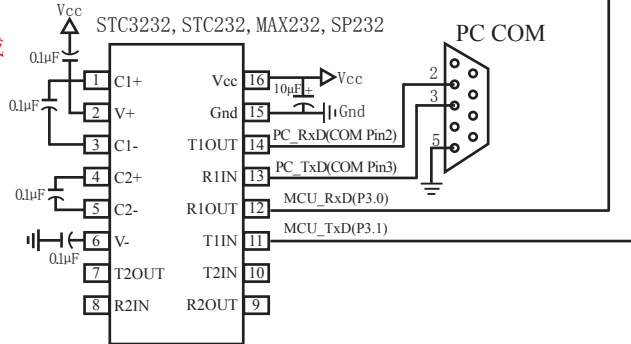 Vcc
STC3232, STC232, MAX232, SP232
PC COM
0.1µF
0.1µF
1 C1+
2 V+
3 C1-
0.1µF
4 C2+
5 C2-
0.1µF
6 V-
7 T2OUT
8 R2IN
Vcc 16
Vcc
10µF +
Gnd 15
Gnd
T1OUT 14
PC_RxD(COM Pin2)
R1IN 13
PC_TxD(COM Pin3)
R1OUT 12
MCU_RxD(P3.0)
T1IN 11
MCU_TxD(P3.1)
T2IN 10
R2OUT 9
2
3
5